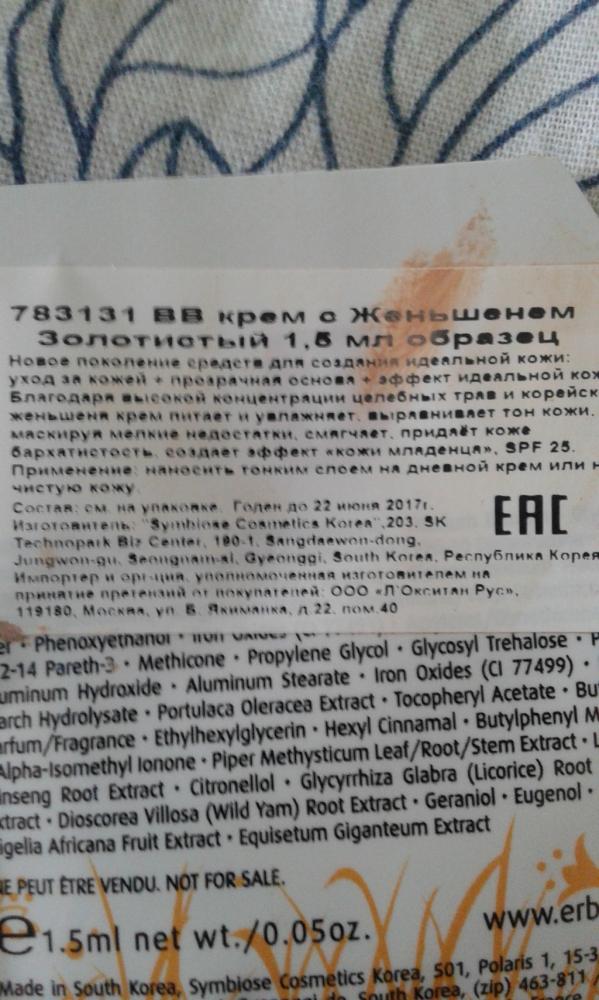 783131 BB крем с Женьшенем
Золотистый 1,5 мл образец
Новое поколение средств для создания идеальной кожи:
уход за кожей + прозрачная основа + эффект идеальной кож
Благодаря высокой концентрации целебных трав и корейск
женьшеня крем питает и увлажняет, выравнивает тон кожи,
маскируя мелкие недостатки, смягчает, придаёт коже
бархатистость, создает эффект «кожи младенца», SPF 25.
Применение: наносить тонким слоем на дневной крем или н
чистую кожу.
Состав: см. на упаковке. Годен до 22 июня 2017г.
EAC
Изготовитель: "Symbiose Cosmetics Korea",203, SK
Technopark Biz Center, 190-1, Sangdaewon-dong,
Jungwon-gu, Seongnam-si, Gyeonggi, South Korea, Республика Корея
Импортер и орг-ция, уполномоченная изготовителем на
принятие претензий от покупателей: ООО «Л'Окситан Рус»,
119180, Москва, ул. Б. Якиманка, д.22, пом.40
er • Phenoxyethanol • Iron Oxides
2-14 Pareth-3 • Methicone • Propylene Glycol • Glycosyl Trehalose • P
uminum Hydroxide • Aluminum Stearate • Iron Oxides (CI 77499) •
arch Hydrolysate • Portulaca Oleracea Extract • Tocopheryl Acetate • Bu
arfum/Fragrance • Ethylhexylglycerin • Hexyl Cinnamal • Butylphenyl M
Alpha-Isomethyl Ionone • Piper Methysticum Leaf/Root/Stem Extract • L
inseng Root Extract • Citronellol • Glycyrrhiza Glabra (Licorice) Root
xtract • Dioscorea Villosa (Wild Yam) Root Extract • Geraniol • Eugenol •
igelia Africana Fruit Extract • Equisetum Giganteum Extract
NE PEUT ÊTRE VENDU. NOT FOR SALE.
e 1.5ml net wt./0.05oz.
www.erb
Made in South Korea, Symbiose Cosmetics Korea, 501, Polaris 1, 15-3
South Korea, (zip) 463-811 /